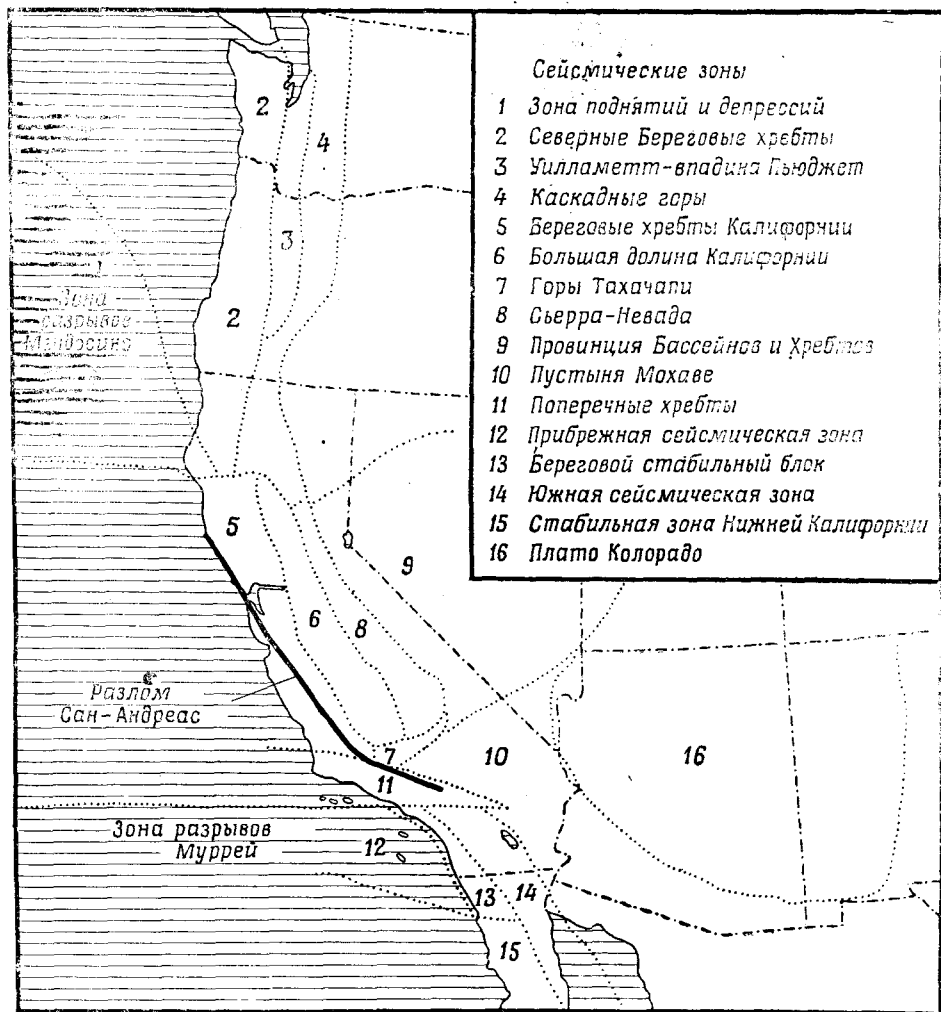 Сейсмические зоны
1 Зона поднятий и депрессий
2 Северные Береговые хребты
3 Уилламетт-впадина Пьюджет
4 Каскадные горы
5 Береговые хребты Калифорнии
6 Большая долина Калифорнии
7 Горы Тахачапи
8 Сьерра-Невада
9 Провинция Бассейнов и Хребтов
10 Пустыня Мохаве
11 Поперечные хребты
12 Прибрежная сейсмическая зона
13 Береговой стабильный блок
14 Южная сейсмическая зона
15 Стабильная зона Нижней Калифорнии
16 Плато Колорадо
2
4
3
1
Зона
разрывов
Мендосино
2
5
9
6
8
Разлом
Сан-Андреас
7
10
16
11
Зона разрывов
Муррей
12
13
14
15